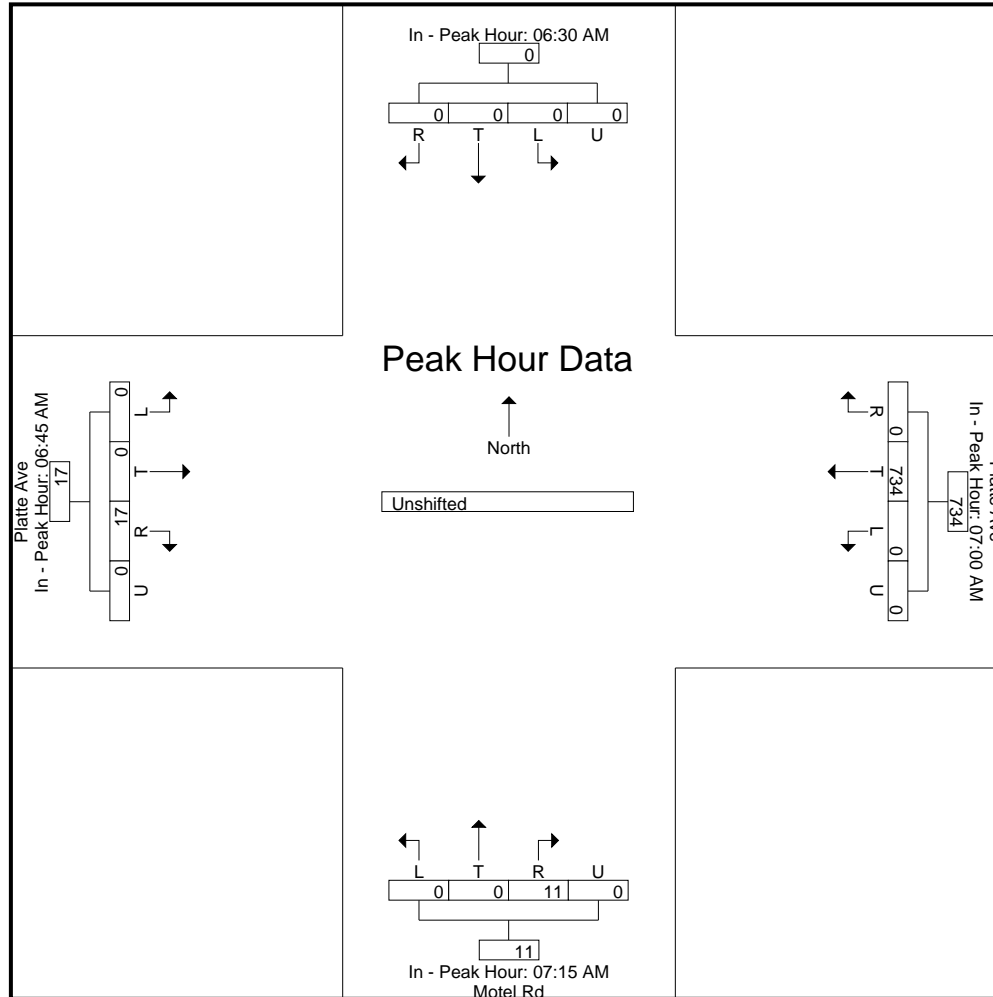 In - Peak Hour: 06:30 AM
0
0 0 0 0
R T L U
Peak Hour Data
North
Unshifted
Platte Ave
In - Peak Hour: 06:45 AM
17
0 0 17 0
L T R U
In - Peak Hour: 07:00 AM
734
0 734 0 0
R T L U
L T R U
0 0 11 0
11
In - Peak Hour: 07:15 AM
Motel Rd